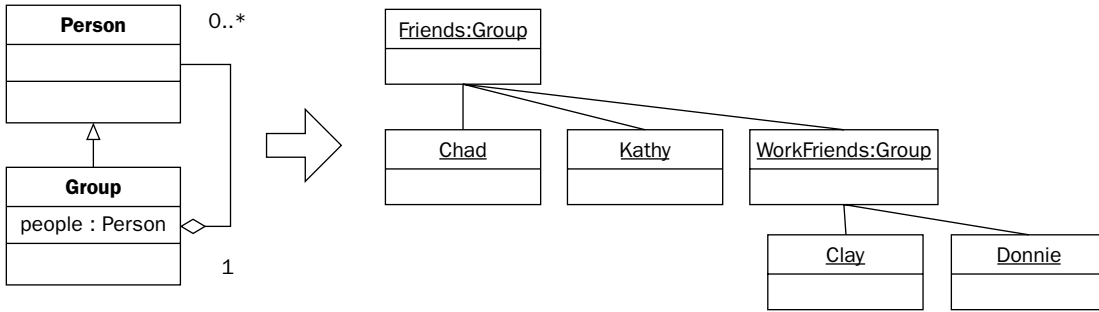 Person
0..*
Group
people : Person
1
Friends:Group
Chad
Kathy
WorkFriends:Group
Clay
Donnie